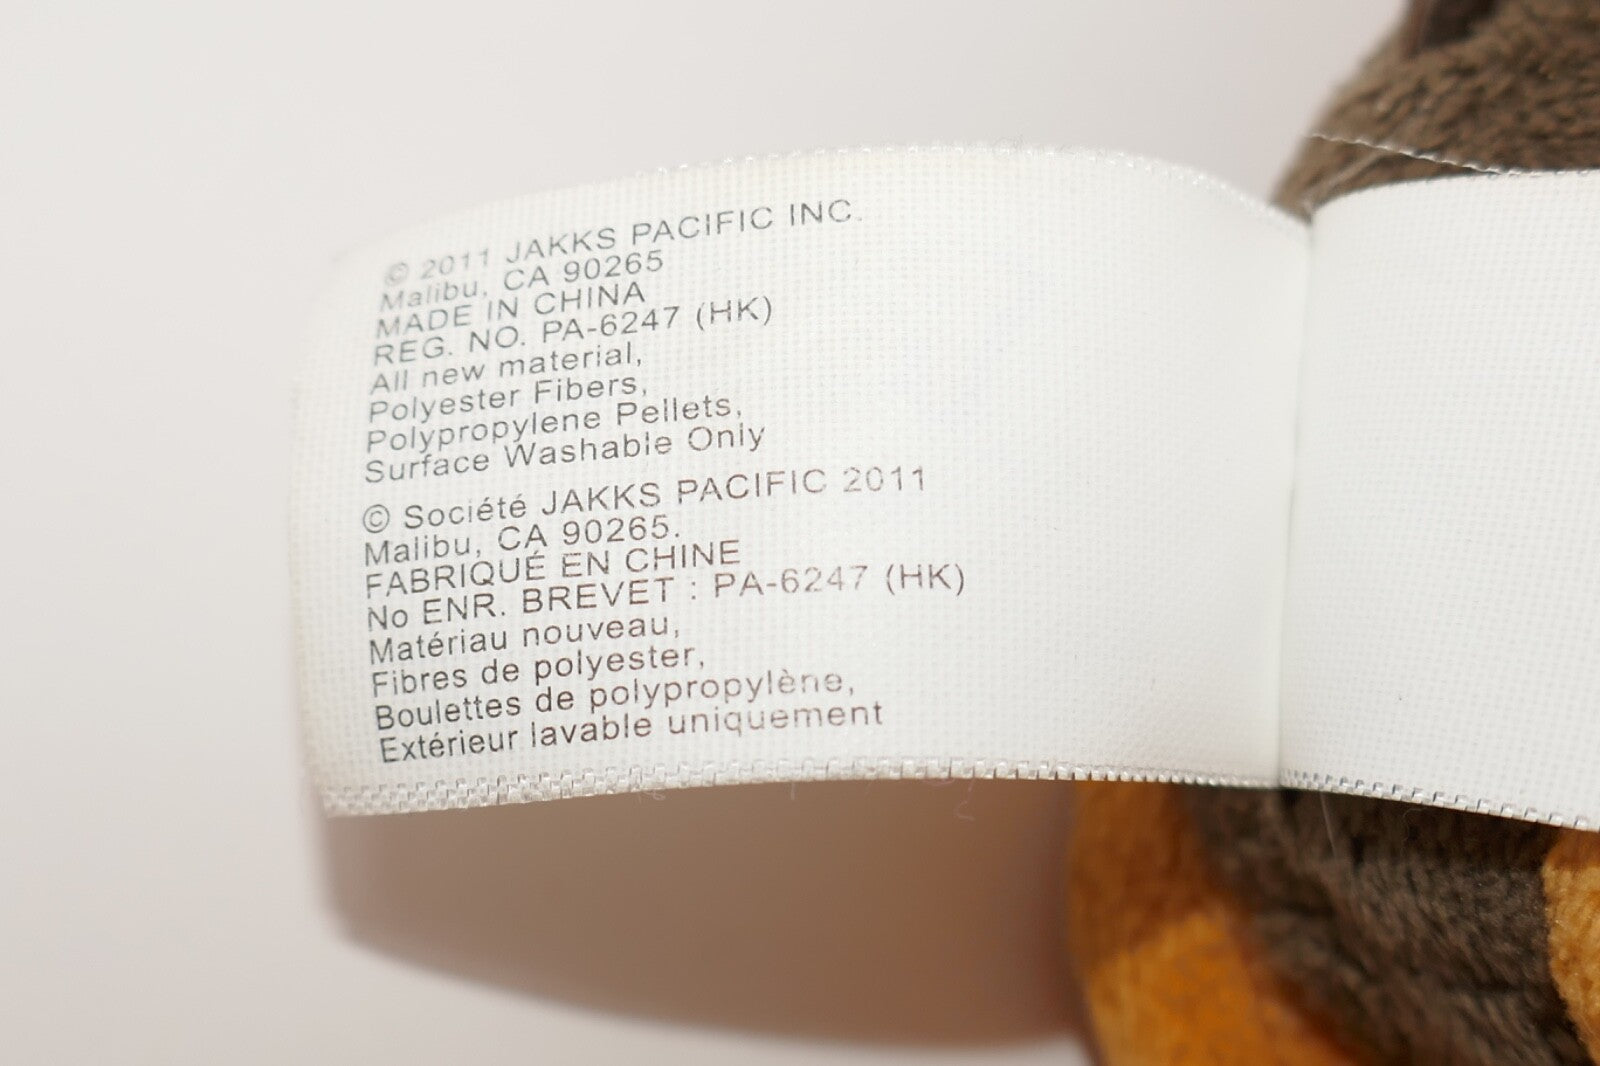 © 2011 JAKKS PACIFIC INC.
Malibu, CA 90265
MADE IN CHINA
REG. NO. PA-6247 (HK)
All new material,
Polyester Fibers,
Polypropylene Pellets,
Surface Washable Only
© Société JAKKS PACIFIC 2011
Malibu, CA 90265.
FABRIQUÉ EN CHINE
No ENR. BREVET : PA-6247 (HK)
Matériau nouveau,
Fibres de polyester,
Boulettes de polypropylène,
Extérieur lavable uniquement